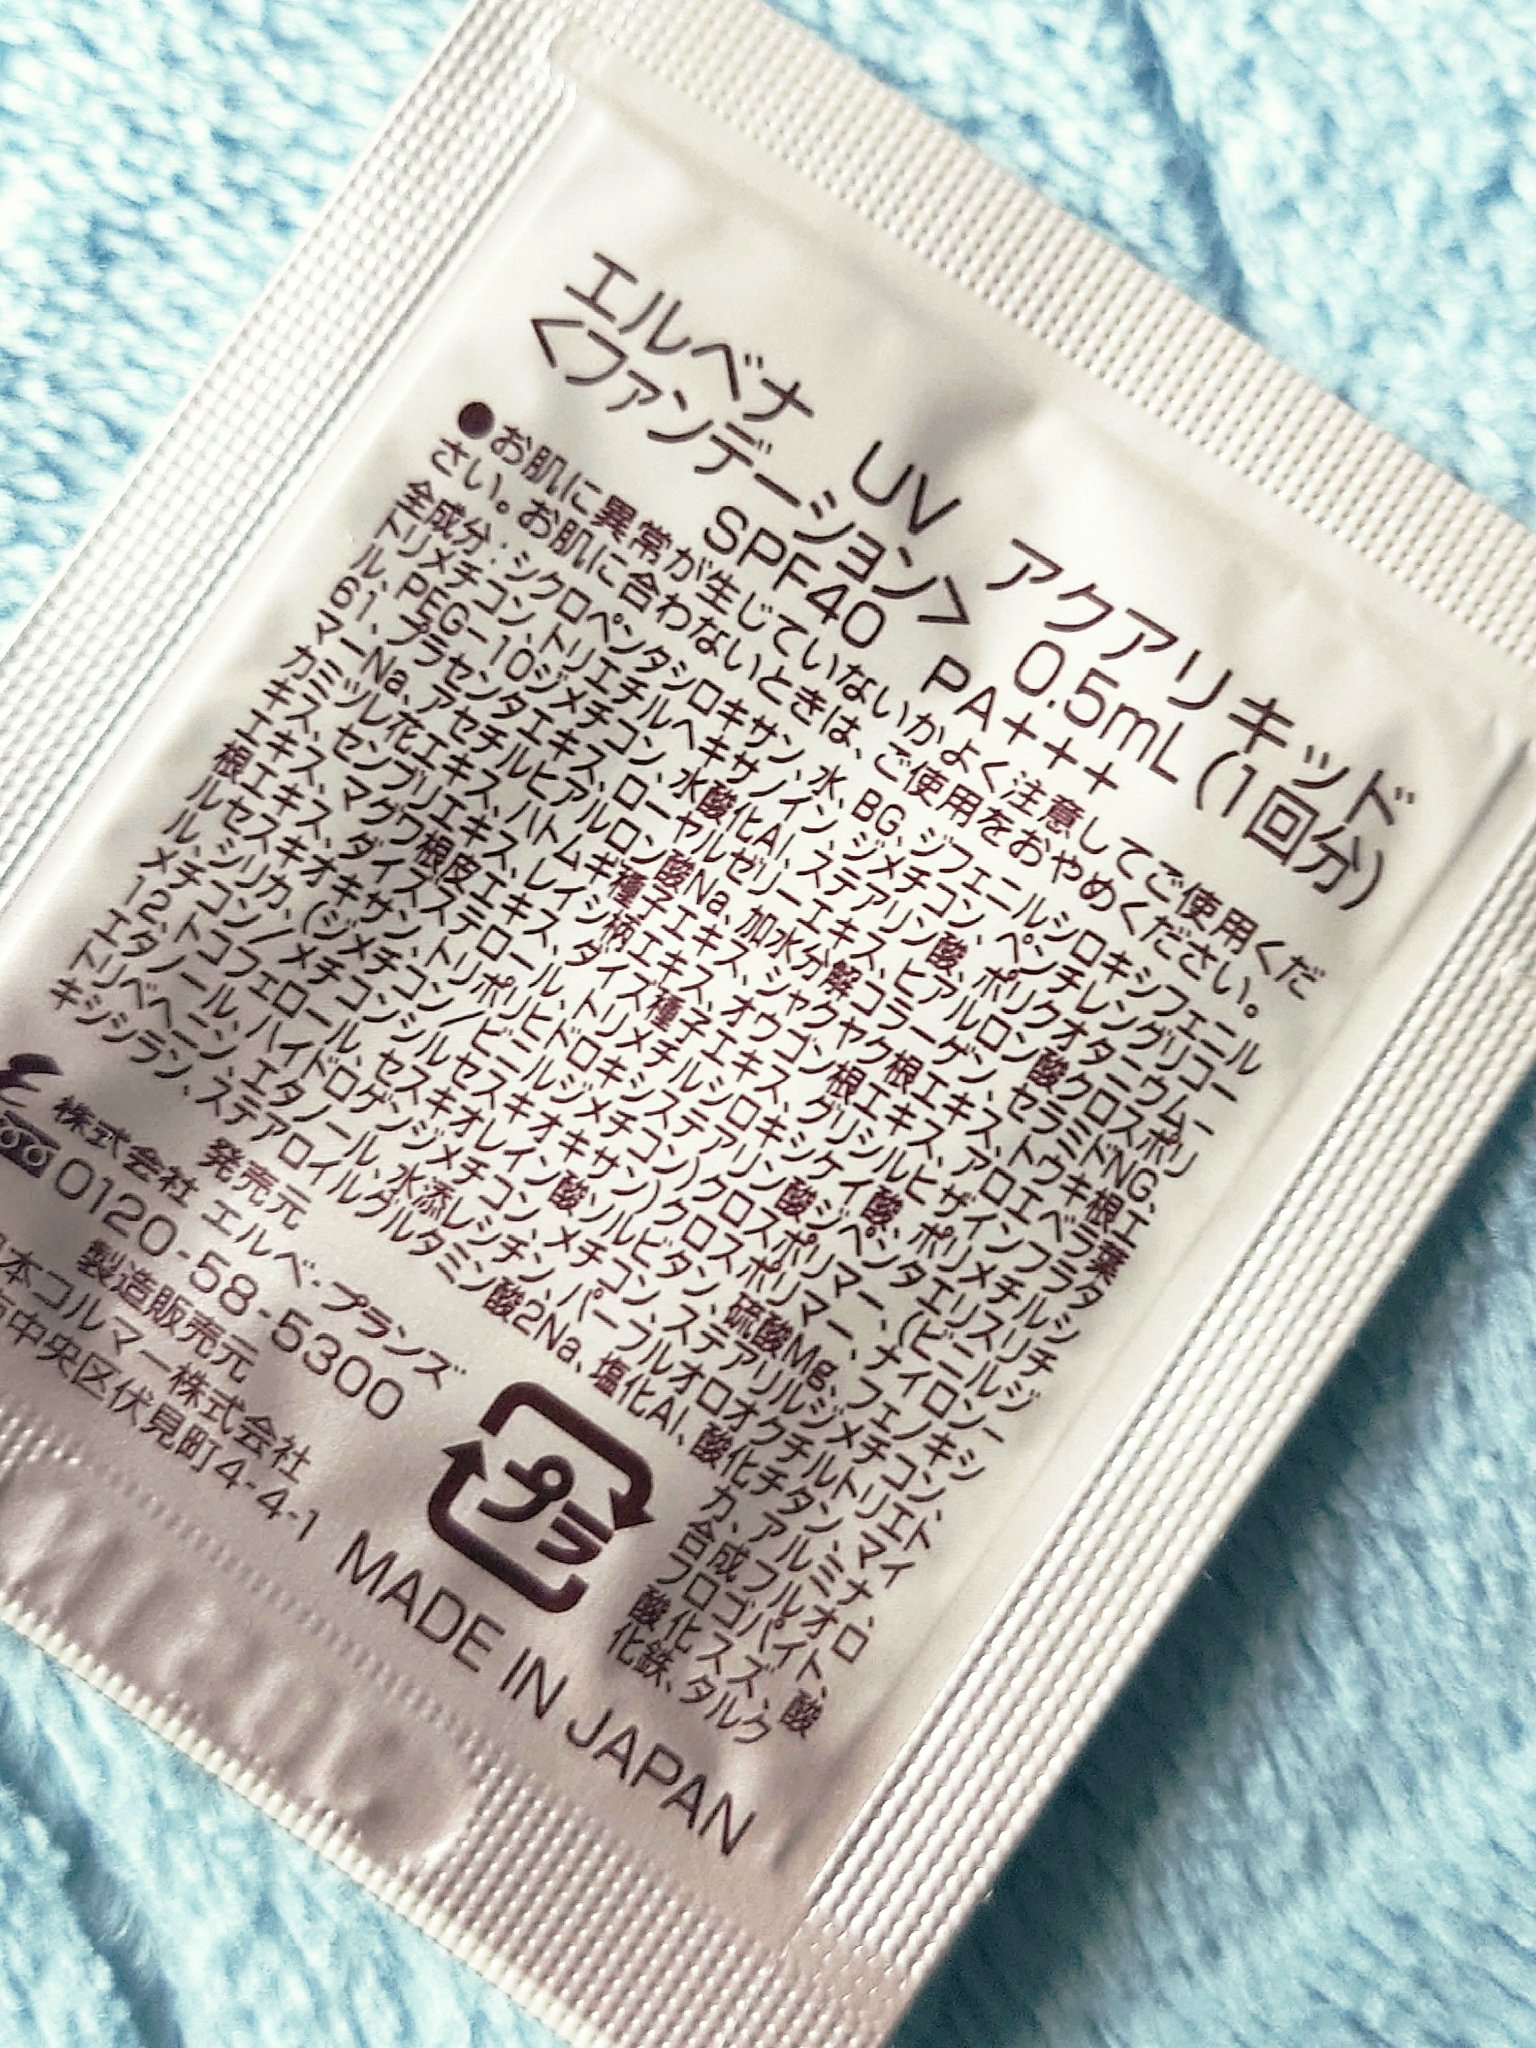 エルベナ　UV　アクアリキッド
<ファンデーション>　0.5mL(1回分)
SPF40　PA+++
●お肌に異常が生じていないかよく注意してご使用くだ
さい。お肌に合わないときは、ご使用をおやめください。
全成分：シクロペンタシロキサン、水、BG、ジフェニルシロキシフェニル
トリメチコン、トリエチルヘキサノイン、ジメチコン、ペンチレングリコー
ル、PEG-10ジメチコン、水酸化Al、ステアリン酸、ポリクオタニウム-
61、プラセンタエキス、ローヤルゼリーエキス、ヒアルロン酸クロスポリ
マーNa、アセチルヒアルロン酸Na、加水分解コラーゲン、セラミドNG、
カミツレ花エキス、ハトムギ種子エキス、シャクヤク根エキス、トウキ根エ
キス、センブリエキス、レイシ柄エキス、オウゴン根エキス、アロエベラ葉
エキス、マグワ根皮エキス、ダイズ種子エキス、グリシルヒザインフラタ
根エキス、ダイズステロール、トリメチルシロキシケイ酸、ポリメチルシ
ルセスキオキサン、トリポリヒドロキシステアリン酸ジペンタエリスリチ
ル、シリカ、(ジメチコン/ビニルジメチコン)クロスポリマー、(ビニルジ
メチコン/メチコンシルセスキオキサン)クロスポリマー、ナイロン-
12、トコフェロール、セスキオレイン酸ソルビタン、硫酸Mg、フェノキシ
エタノール、ハイドロゲンジメチコン、メチコン、ステアリルジメチコン、
トリベヘニン、エタノール、水添レシチン、パーフルオロオクチルトリエト
キシシラン、ステアロイルグルタミン酸2Na、塩化Al、酸化チタン、マイ
カ、アルミナ、
合成フルオロ
フロゴパイト、
酸化スズ、酸
化鉄、タルク
発売元
株式会社 エルベ・プランズ
0120-58-5300
製造販売元
日本コルマー株式会社
市中央区伏見町4-4-1
プラ
MADE IN JAPAN